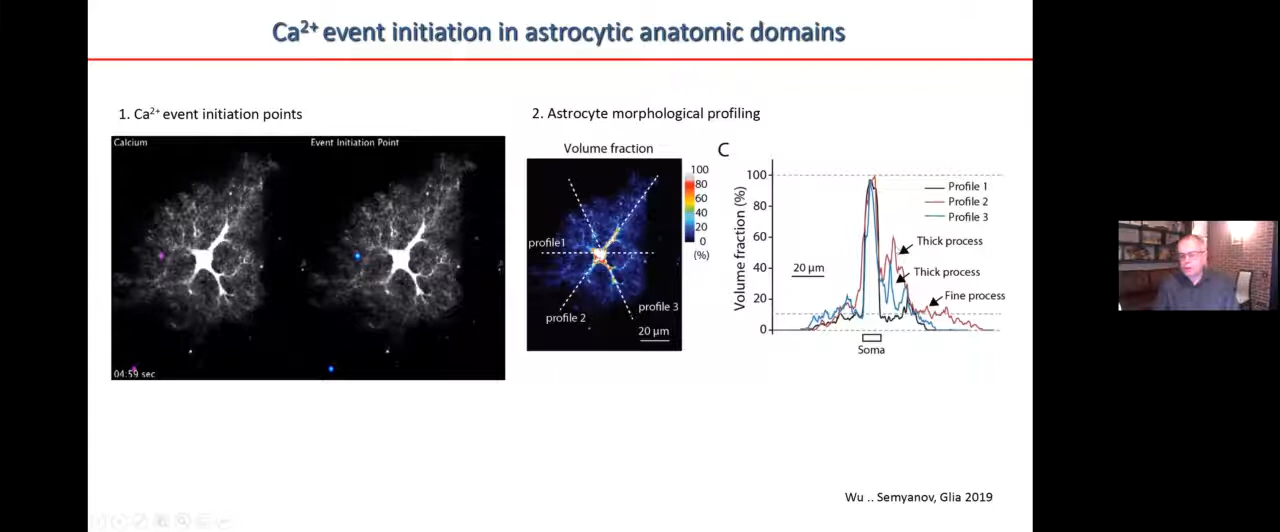 Ca²⁺ event initiation in astrocytic anatomic domains
1. Ca²⁺ event initiation points
Calcium
Event Initiation Point
04:59 sec
2. Astrocyte morphological profiling
Volume fraction
profile1
profile 2
profile 3
20 μm
100
80
60
40
20
0
(%)
C
Volume fraction (%)
100
80
60
40
20
0
20 μm
Profile 1
Profile 2
Profile 3
Thick process
Thick process
Fine process
Soma
Wu .. Semyanov, Glia 2019